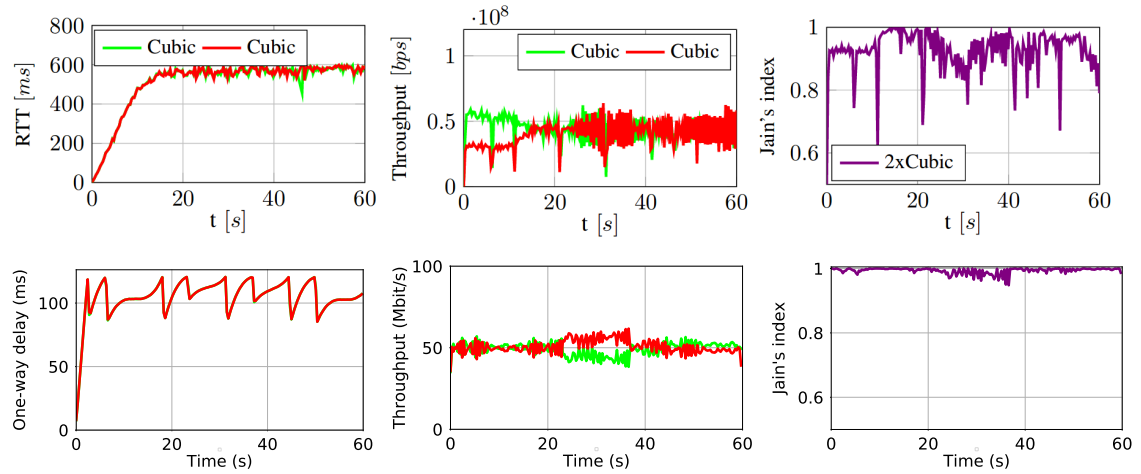 800
600
400
200
0
RTT [ms]
Cubic Cubic
0 20 40 60
t [s]
·10⁸
1
0.5
0
Throughput [bps]
Cubic Cubic
0 20 40 60
t [s]
1
0.8
0.6
Jain's index
2xCubic
0 20 40 60
t [s]
100
50
0
One-way delay (ms)
0 20 40 60
Time (s)
100
50
0
Throughput (Mbit/s)
0 20 40 60
Time (s)
1
0.8
0.6
Jain's index
0 20 40 60
Time (s)